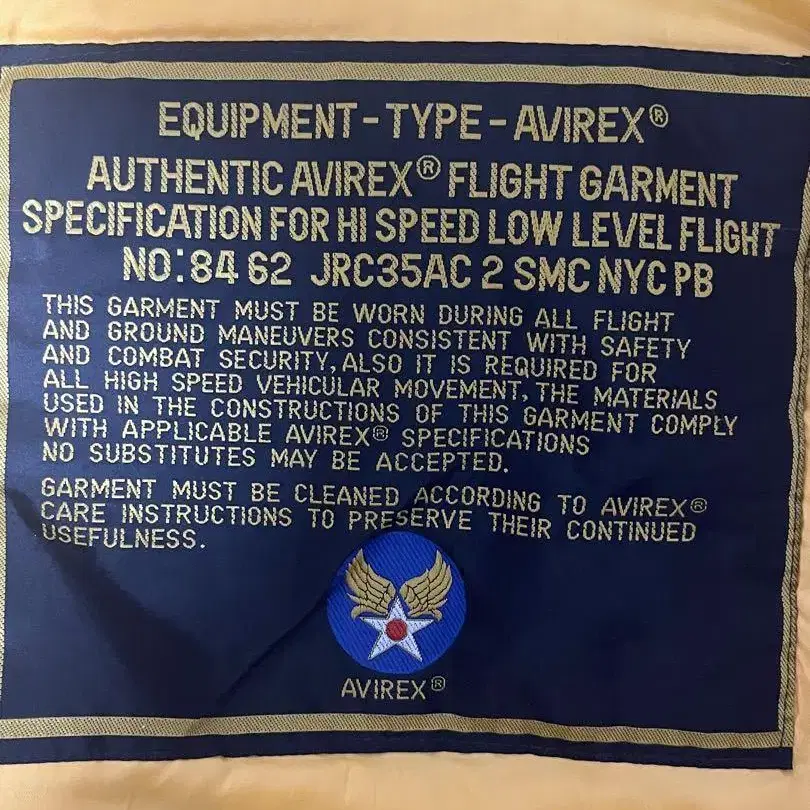 EQUIPMENT-TYPE-AVIREX®
AUTHENTIC AVIREX® FLIGHT GARMENT
SPECIFICATION FOR HI SPEED LOW LEVEL FLIGHT
NO:84 62 JRC35AC 2 SMC NYC PB
THIS GARMENT MUST BE WORN DURING ALL FLIGHT
AND GROUND MANEUVERS CONSISTENT WITH SAFETY
AND COMBAT SECURITY, ALSO IT IS REQUIRED FOR
ALL HIGH SPEED VEHICULAR MOVEMENT, THE MATERIALS
USED IN THE CONSTRUCTIONS OF THIS GARMENT COMPLY
WITH APPLICABLE AVIREX® SPECIFICATIONS
NO SUBSTITUTES MAY BE ACCEPTED.
GARMENT MUST BE CLEANED ACCORDING TO AVIREX®
CARE INSTRUCTIONS TO PRESERVE THEIR CONTINUED
USEFULNESS.
AVIREX®